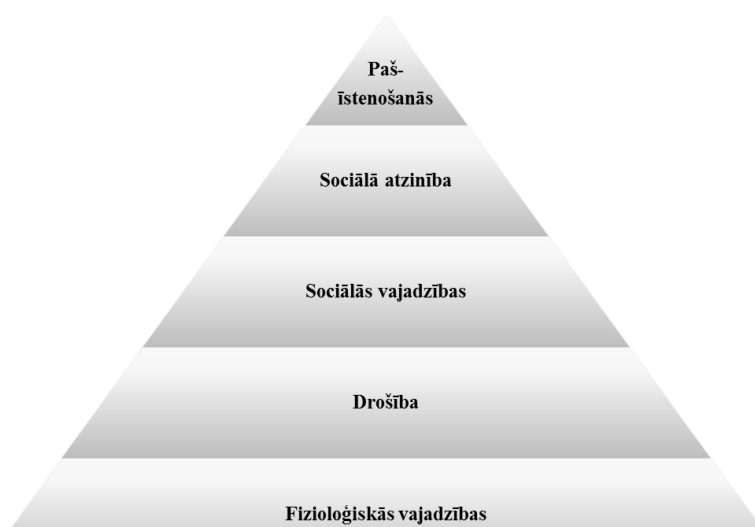 Paš-
īstenošanās
Sociālā atzinība
Sociālās vajadzības
Drošība
Fizioloģiskās vajadzības